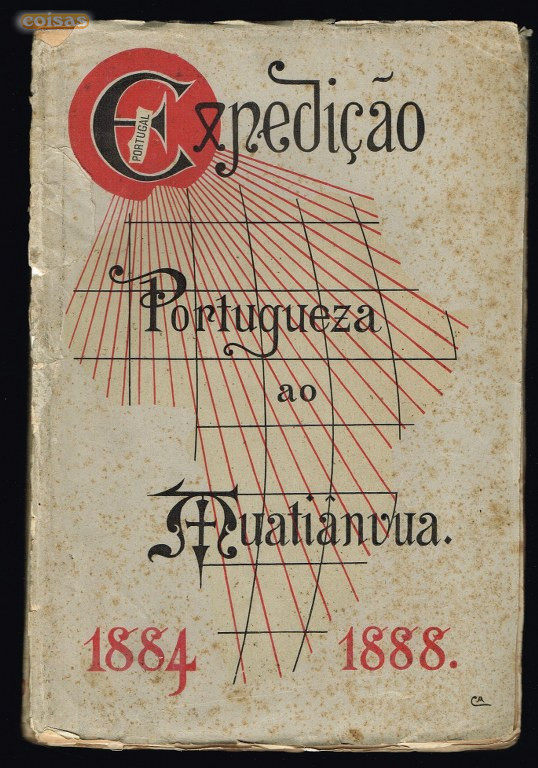 coisas
Expedição
PORTUGAL
Portugueza
ao
Muatiânvua.
1884 1888.
CA